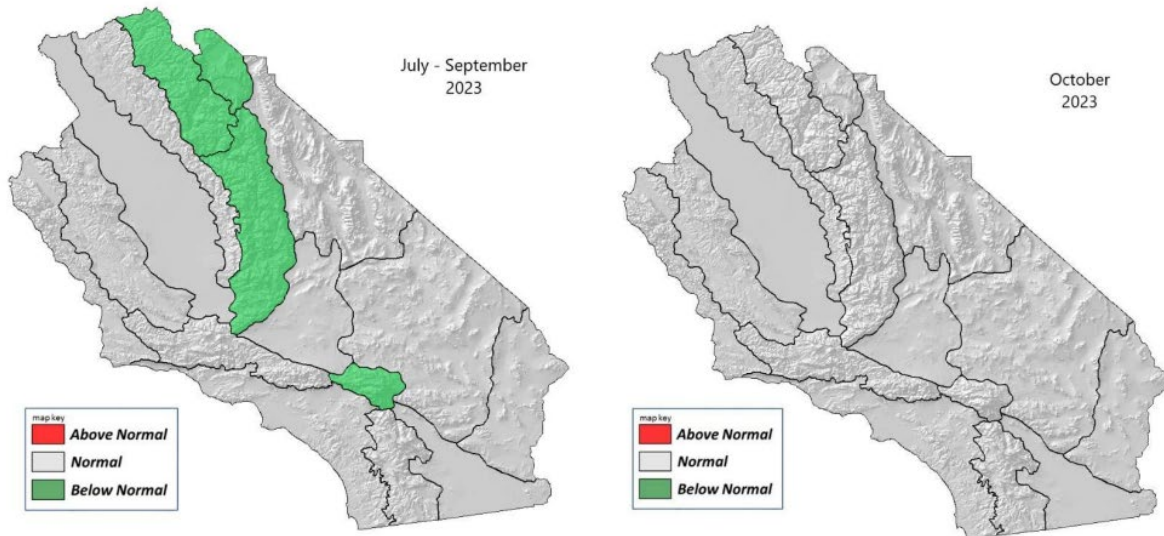 July - September
2023
map key
Above Normal
Normal
Below Normal
October
2023
map key
Above Normal
Normal
Below Normal